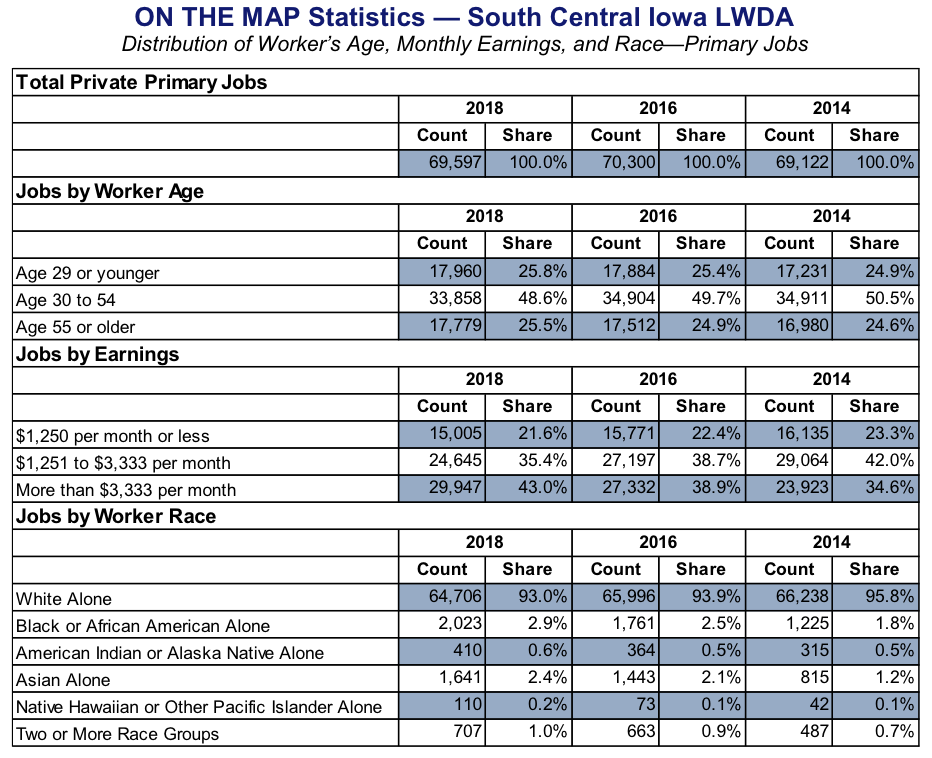 ON THE MAP Statistics — South Central Iowa LWDA
Distribution of Worker's Age, Monthly Earnings, and Race—Primary Jobs
Total Private Primary Jobs
2018 2016 2014
Count Share Count Share Count Share
69,597 100.0% 70,300 100.0% 69,122 100.0%
Jobs by Worker Age
2018 2016 2014
Count Share Count Share Count Share
Age 29 or younger 17,960 25.8% 17,884 25.4% 17,231 24.9%
Age 30 to 54 33,858 48.6% 34,904 49.7% 34,911 50.5%
Age 55 or older 17,779 25.5% 17,512 24.9% 16,980 24.6%
Jobs by Earnings
2018 2016 2014
Count Share Count Share Count Share
$1,250 per month or less 15,005 21.6% 15,771 22.4% 16,135 23.3%
$1,251 to $3,333 per month 24,645 35.4% 27,197 38.7% 29,064 42.0%
More than $3,333 per month 29,947 43.0% 27,332 38.9% 23,923 34.6%
Jobs by Worker Race
2018 2016 2014
Count Share Count Share Count Share
White Alone 64,706 93.0% 65,996 93.9% 66,238 95.8%
Black or African American Alone 2,023 2.9% 1,761 2.5% 1,225 1.8%
American Indian or Alaska Native Alone 410 0.6% 364 0.5% 315 0.5%
Asian Alone 1,641 2.4% 1,443 2.1% 815 1.2%
Native Hawaiian or Other Pacific Islander Alone 110 0.2% 73 0.1% 42 0.1%
Two or More Race Groups 707 1.0% 663 0.9% 487 0.7%